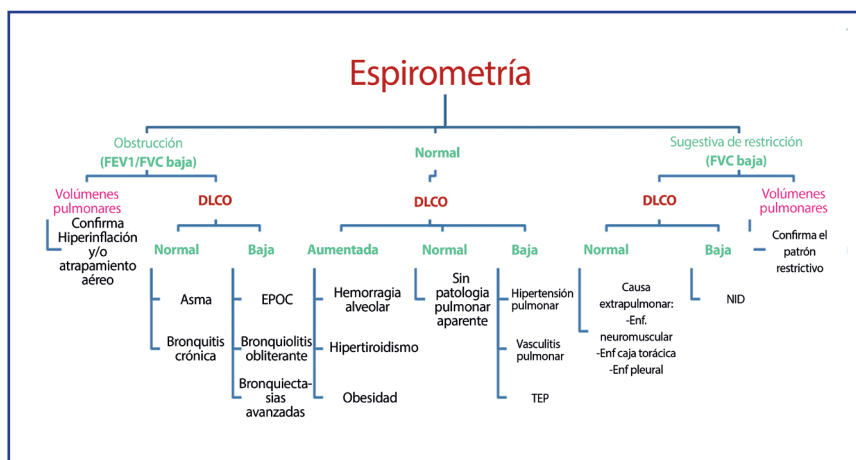 Espirometría
Obstrucción
(FEV1/FVC baja)
Normal
Sugestiva de restricción
(FVC baja)
Volúmenes
pulmonares
Confirma
Hiperinflación
y/o
atrapamiento
aéreo
DLCO
Normal
Baja
Asma
Bronquitis
crónica
EPOC
Bronquiolitis
obliterante
Bronquiecta-
sias
avanzadas
DLCO
Aumentada
Normal
Baja
Hemorragia
alveolar
Hipertiroidismo
Obesidad
Sin
patologia
pulmonar
aparente
Hipertensión
pulmonar
Vasculitis
pulmonar
TEP
DLCO
Normal
Baja
Causa
extrapulmonar:
-Enf.
neuromuscular
-Enf caja torácica
-Enf pleural
NID
Volúmenes
pulmonares
Confirma el
patrón
restrictivo